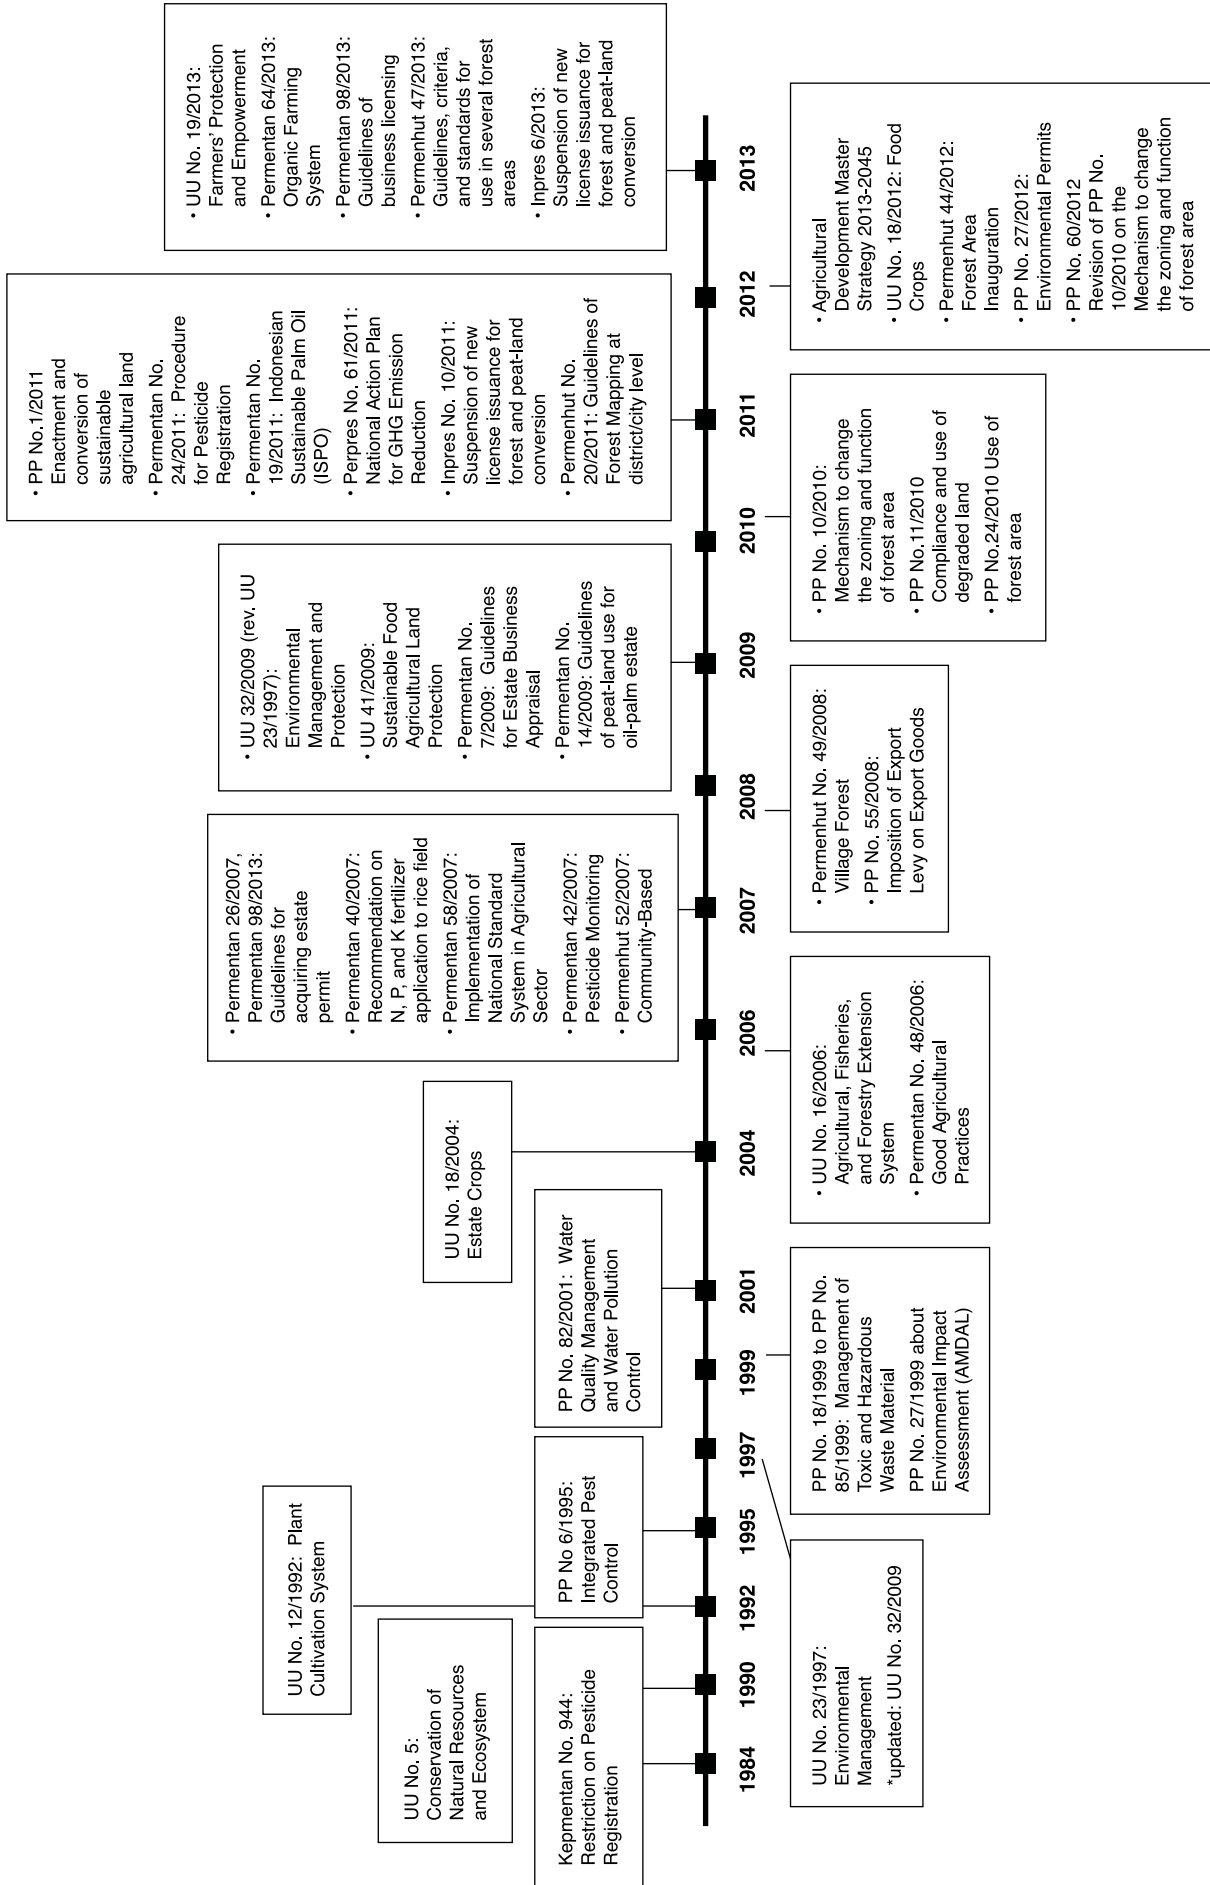 UU No. 5:
Conservation of
Natural Resources
and Ecosystem
Kepmentan No. 944:
Restriction on Pesticide
Registration
UU No. 12/1992: Plant
Cultivation System
PP No 6/1995:
Integrated Pest
Control
PP No. 82/2001: Water
Quality Management
and Water Pollution
Control
UU No. 18/2004:
Estate Crops
• Permentan 26/2007,
Permentan 98/2013:
Guidelines for
acquiring estate
permit
• Permentan 40/2007:
Recommendation on
N, P, and K fertilizer
application to rice field
• Permentan 58/2007:
Implementation of
National Standard
System in Agricultural
Sector
• Permentan 42/2007:
Pesticide Monitoring
• Permenhut 52/2007:
Community-Based
• UU 32/2009 (rev. UU
23/1997):
Environmental
Management and
Protection
• UU 41/2009:
Sustainable Food
Agricultural Land
Protection
• Permentan No.
7/2009: Guidelines
for Estate Business
Appraisal
• Permentan No.
14/2009: Guidelines
of peat-land use for
oil-palm estate
• PP No.1/2011
Enactment and
conversion of
sustainable
agricultural land
• Permentan No.
24/2011: Procedure
for Pesticide
Registration
• Permentan No.
19/2011: Indonesian
Sustainable Palm Oil
(ISPO)
• Perpres No. 61/2011:
National Action Plan
for GHG Emission
Reduction
• Inpres No. 10/2011:
Suspension of new
license issuance for
forest and peat-land
conversion
• Permenhut No.
20/2011: Guidelines of
Forest Mapping at
district/city level
• UU No. 19/2013:
Farmers' Protection
and Empowerment
• Permentan 64/2013:
Organic Farming
System
• Permentan 98/2013:
Guidelines of
business licensing
• Permenhut 47/2013:
Guidelines, criteria,
and standards for
use in several forest
areas
• Inpres 6/2013:
Suspension of new
license issuance for
forest and peat-land
conversion
1984
1990
1992
1995
1997
1999
2001
2004
2006
2007
2008
2009
2010
2011
2012
2013
UU No. 23/1997:
Environmental
Management
*updated: UU No. 32/2009
PP No. 18/1999 to PP No.
85/1999: Management of
Toxic and Hazardous
Waste Material
PP No. 27/1999 about
Environmental Impact
Assessment (AMDAL)
• UU No. 16/2006:
Agricultural, Fisheries,
and Forestry Extension
System
• Permentan No. 48/2006:
Good Agricultural
Practices
• Permenhut No. 49/2008:
Village Forest
• PP No. 55/2008:
Imposition of Export
Levy on Export Goods
• PP No. 10/2010:
Mechanism to change
the zoning and function
of forest area
• PP No.11/2010
Compliance and use of
degraded land
• PP No.24/2010 Use of
forest area
• Agricultural
Development Master
Strategy 2013-2045
• UU No. 18/2012: Food
Crops
• Permenhut 44/2012:
Forest Area
Inauguration
• PP No. 27/2012:
Environmental Permits
• PP No. 60/2012
Revision of PP No.
10/2010 on the
Mechanism to change
the zoning and function
of forest area